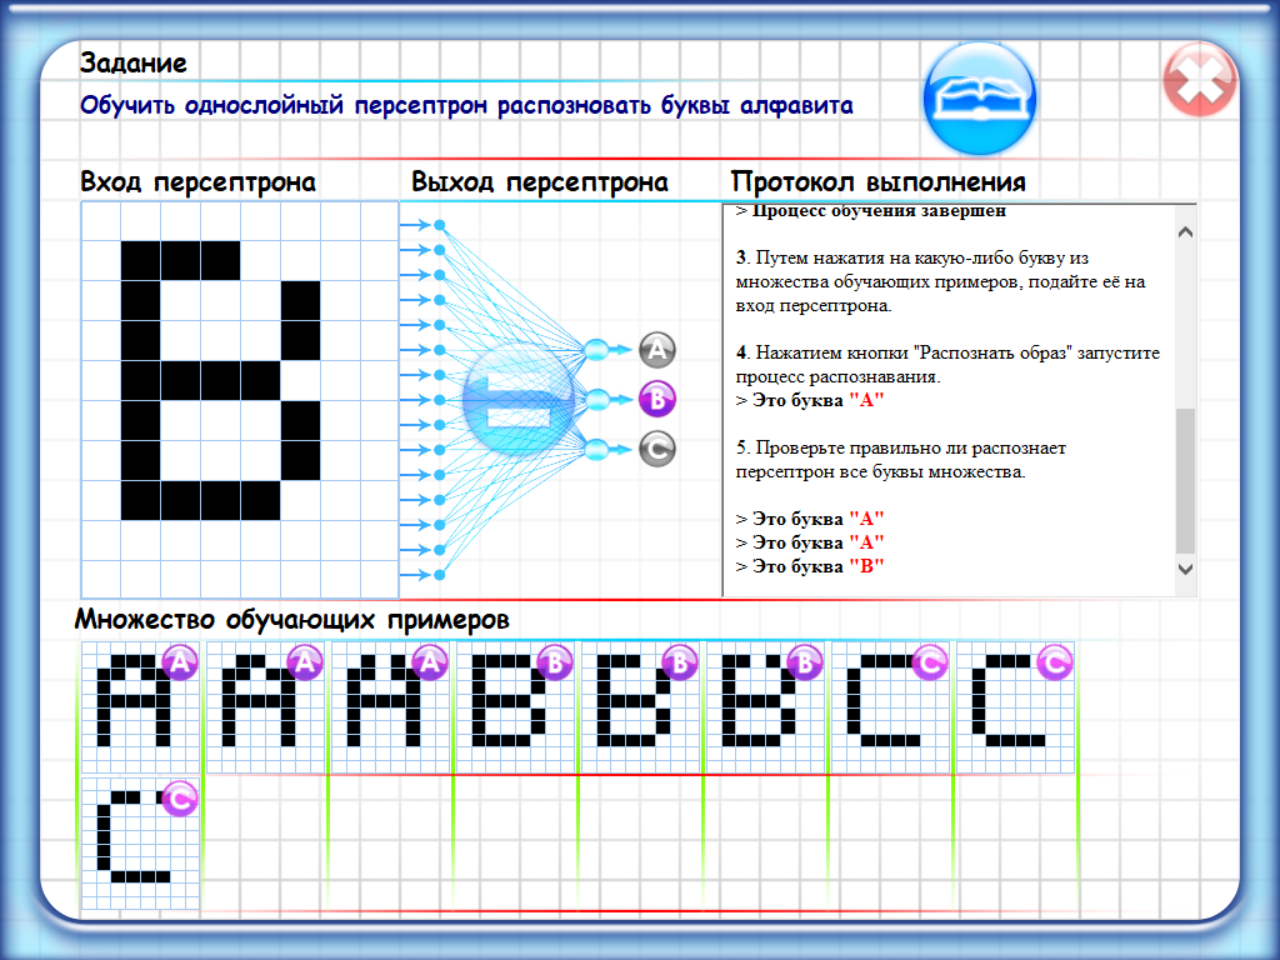 Задание
Обучить однослойный персептрон распозновать буквы алфавита
Вход персептрона
Выход персептрона
Протокол выполнения
> Процесс обучения завершен
3. Путем нажатия на какую-либо букву из
множества обучающих примеров, подайте её на
вход персептрона.
4. Нажатием кнопки "Распознать образ" запустите
процесс распознавания.
> Это буква "А"
5. Проверьте правильно ли распознает
персептрон все буквы множества.
> Это буква "А"
> Это буква "А"
> Это буква "В"
A
B
C
Множество обучающих примеров
A A A B B B C C
C